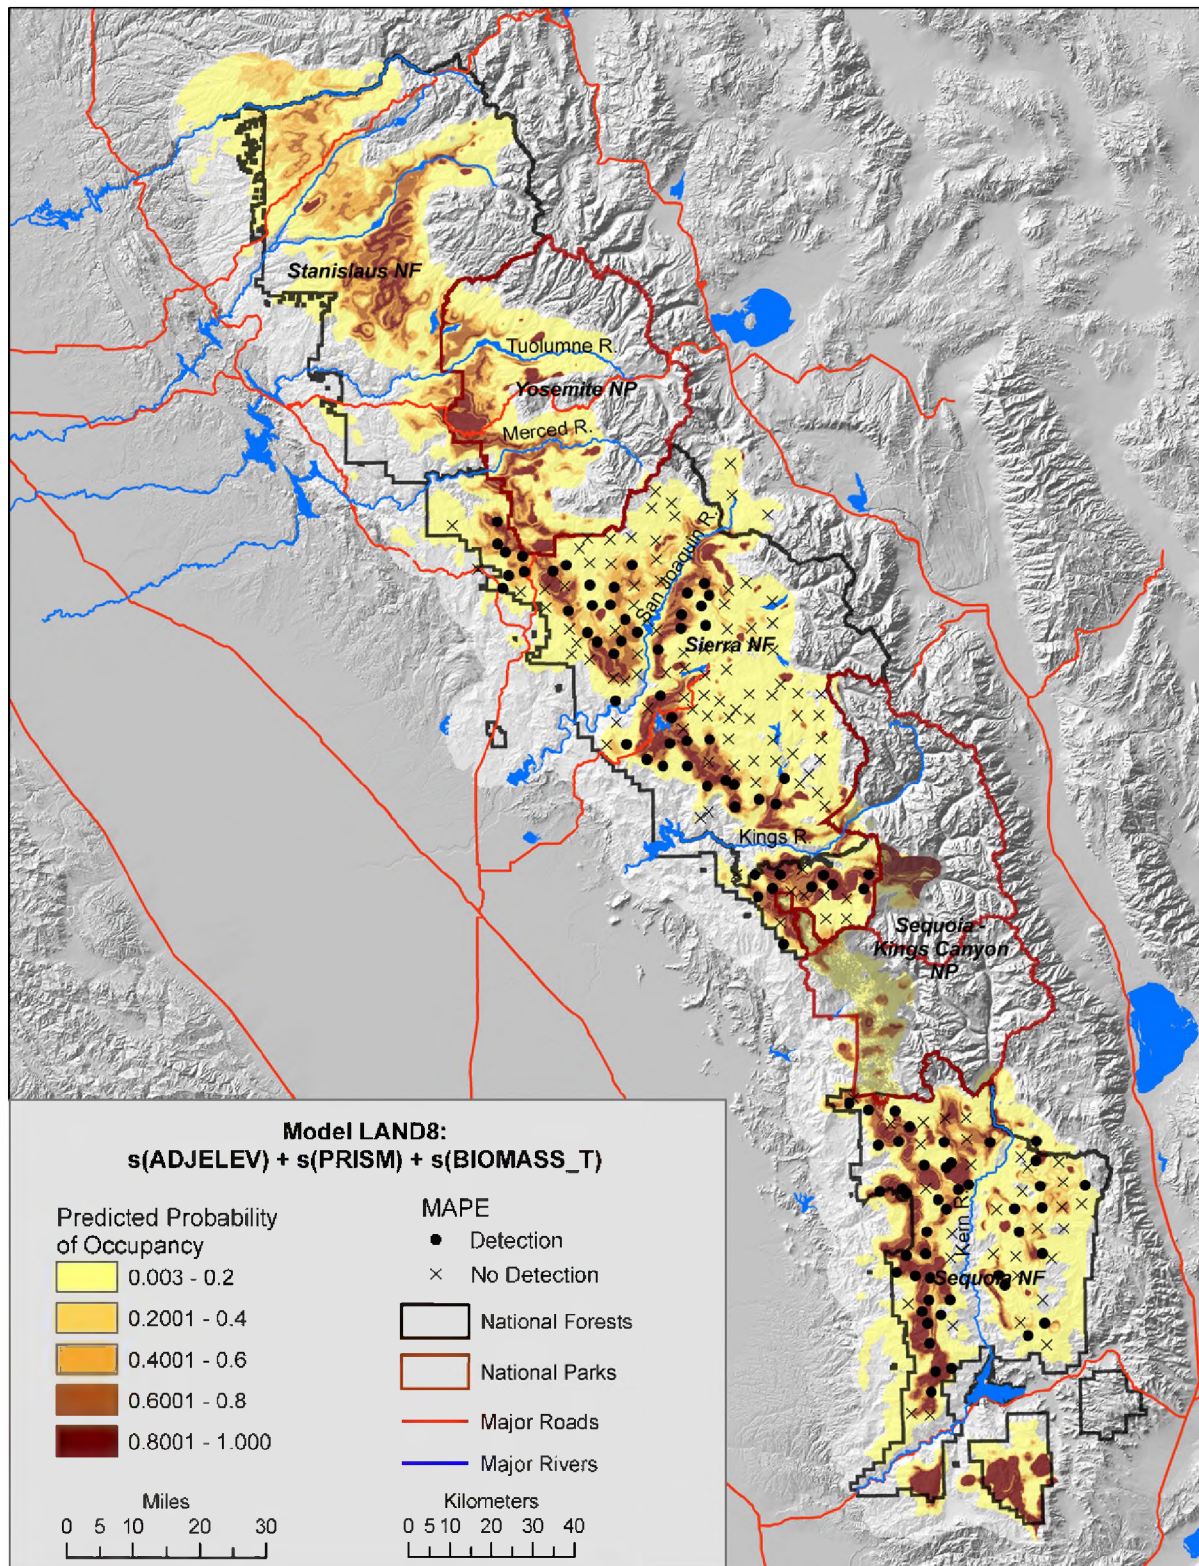 Stanislaus NF
Tuolumne R.
Yosemite NP
Merced R.
San Joaquin R.
Sierra NF
Kings R.
Sequoia -
Kings Canyon
NP
Kern R.
Sequoia NF
Model LAND8:
s(ADJELEV) + s(PRISM) + s(BIOMASS_T)
Predicted Probability
of Occupancy
0.003 - 0.2
0.2001 - 0.4
0.4001 - 0.6
0.6001 - 0.8
0.8001 - 1.000
MAPE
Detection
No Detection
National Forests
National Parks
Major Roads
Major Rivers
Miles
0 5 10 20 30
Kilometers
0 5 10 20 30 40